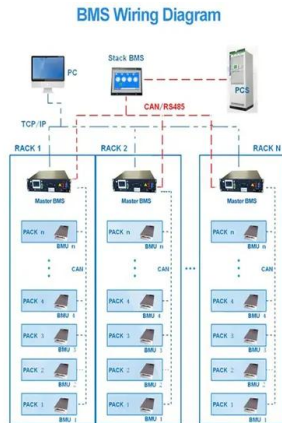 BMS Wiring Diagram
PC
Stack BMS
PCS
CAN/RS485
TCP/IP
RACK 1
RACK 2
RACK N
Master BMS
Master BMS
Master BMS
PACK n
BMU n
PACK n
BMU n
PACK n
BMU n
CAN
CAN
CAN
PACK 4
BMU 4
PACK 4
BMU 4
PACK 4
BMU 4
PACK 3
BMU 3
PACK 3
BMU 3
PACK 3
BMU 3
PACK 2
BMU 2
PACK 2
BMU 2
PACK 2
BMU 2
PACK 1
BMU 1
PACK 1
BMU 1
PACK 1
BMU 1